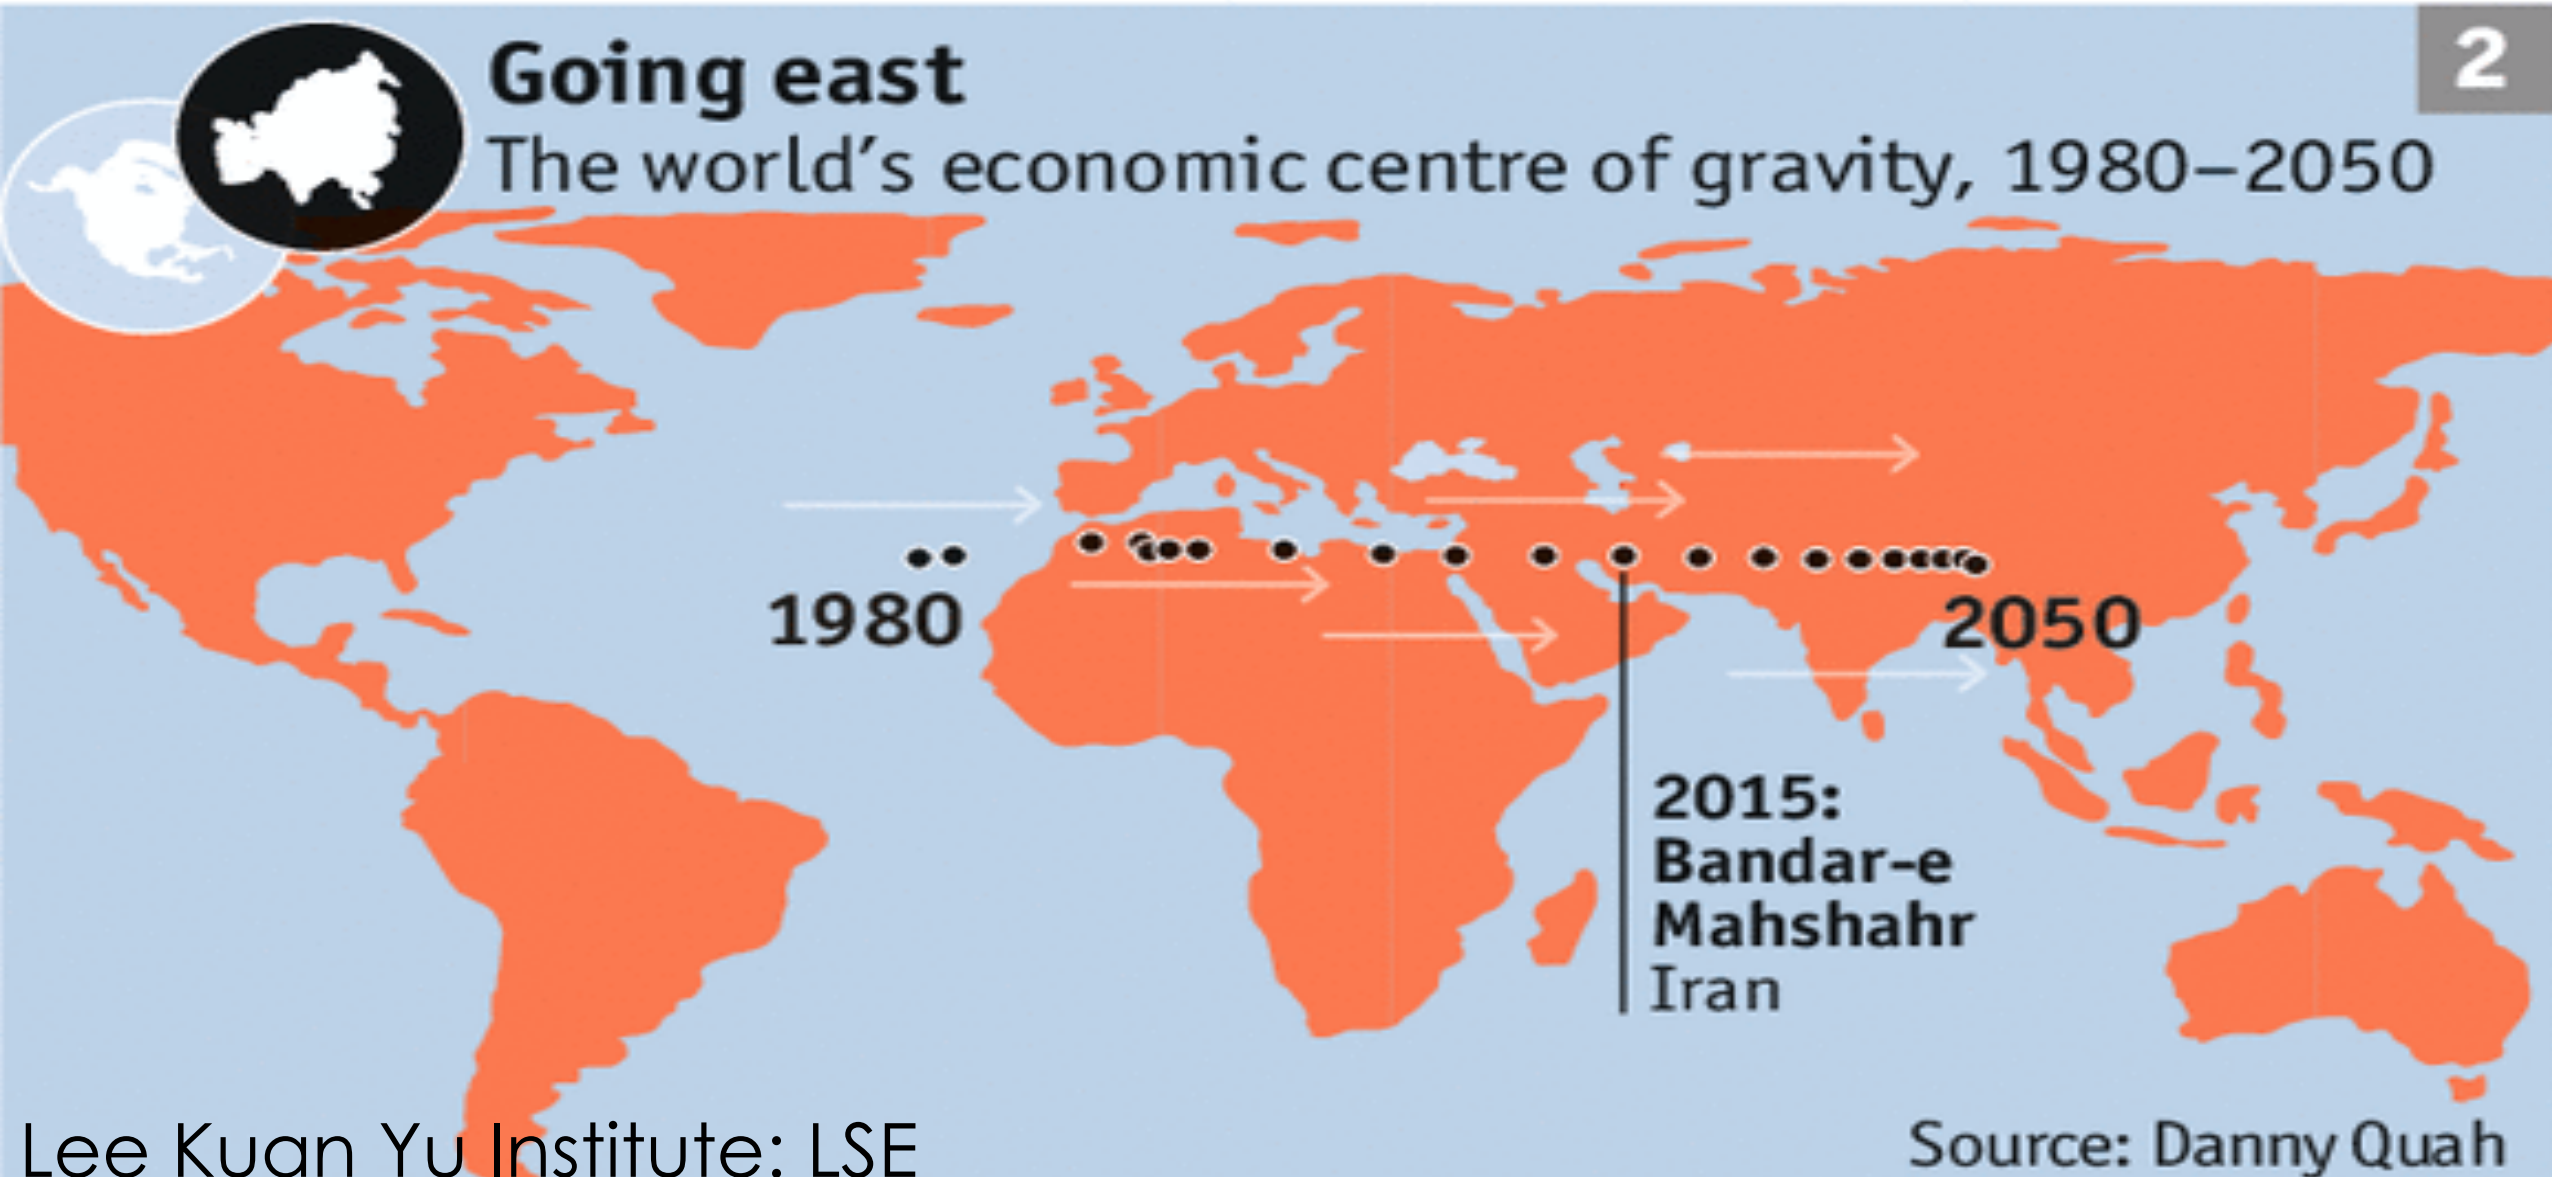 Going east
2
The world's economic centre of gravity, 1980–2050
1980
2050
2015:
Bandar-e
Mahshahr
Iran
Lee Kuan Yu Institute: LSE
Source: Danny Quah